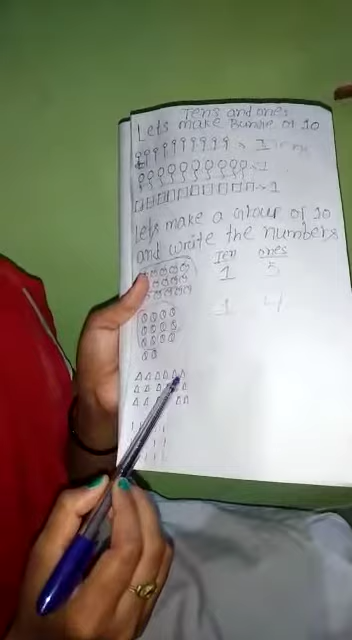 Tens and ones
Lets make Bundle of 10
= 1 Tens
= 1
= 1
Lets make a group of 10
and write the numbers
Ten ones
1 5
1 4